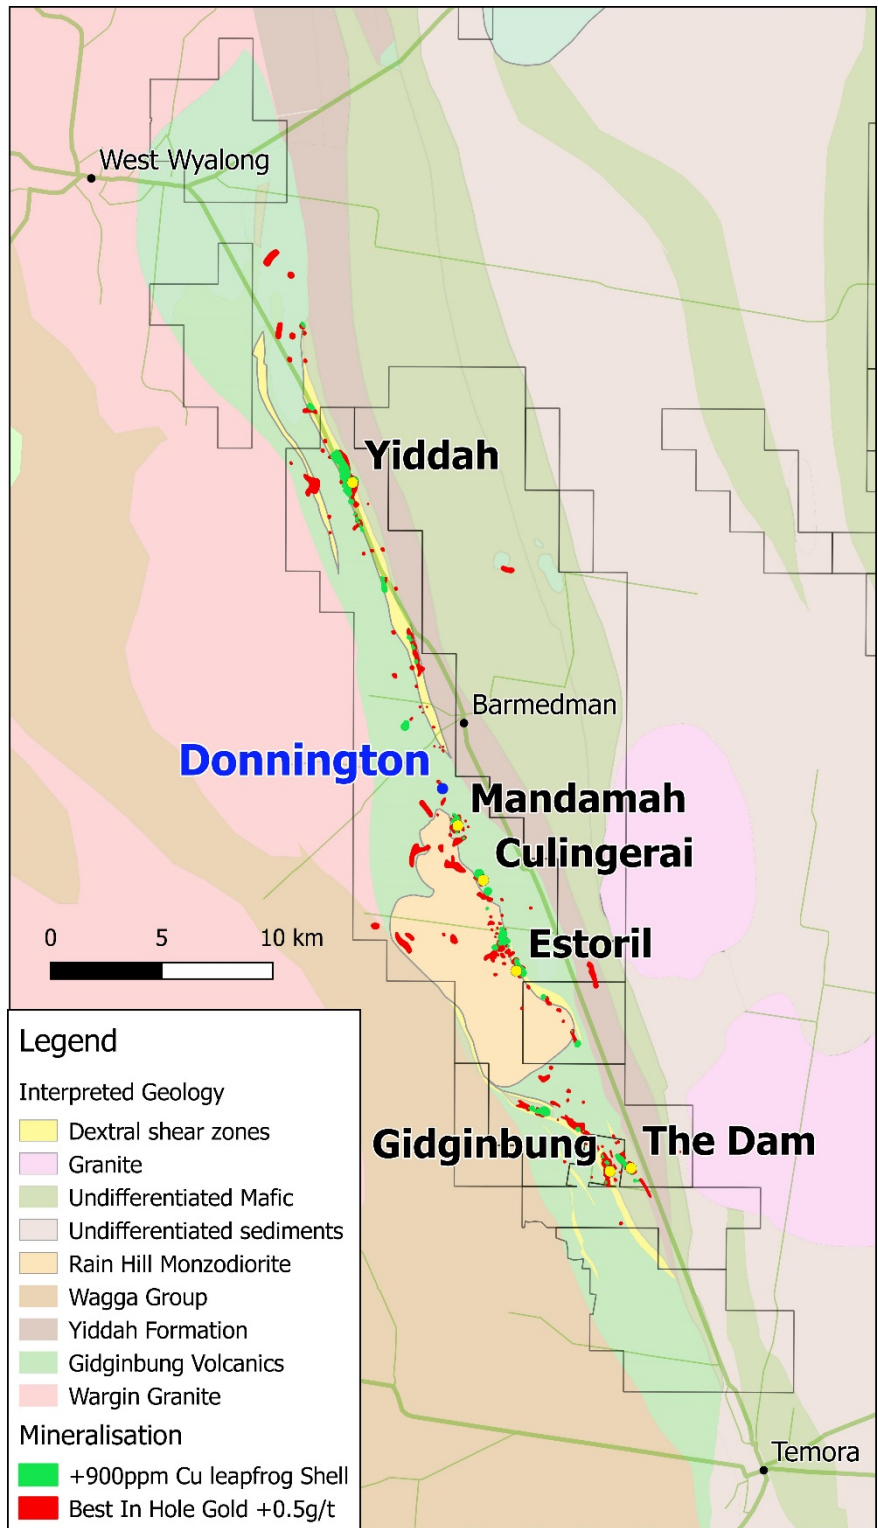 West Wyalong
Yiddah
Barmedman
Donnington
Mandamah
Culingerai
0 5 10 km
Estoril
Gidginbung
The Dam
Temora
Legend
Interpreted Geology
Dextral shear zones
Granite
Undifferentiated Mafic
Undifferentiated sediments
Rain Hill Monzodiorite
Wagga Group
Yiddah Formation
Gidginbung Volcanics
Wargin Granite
Mineralisation
+900ppm Cu leapfrog Shell
Best In Hole Gold +0.5g/t